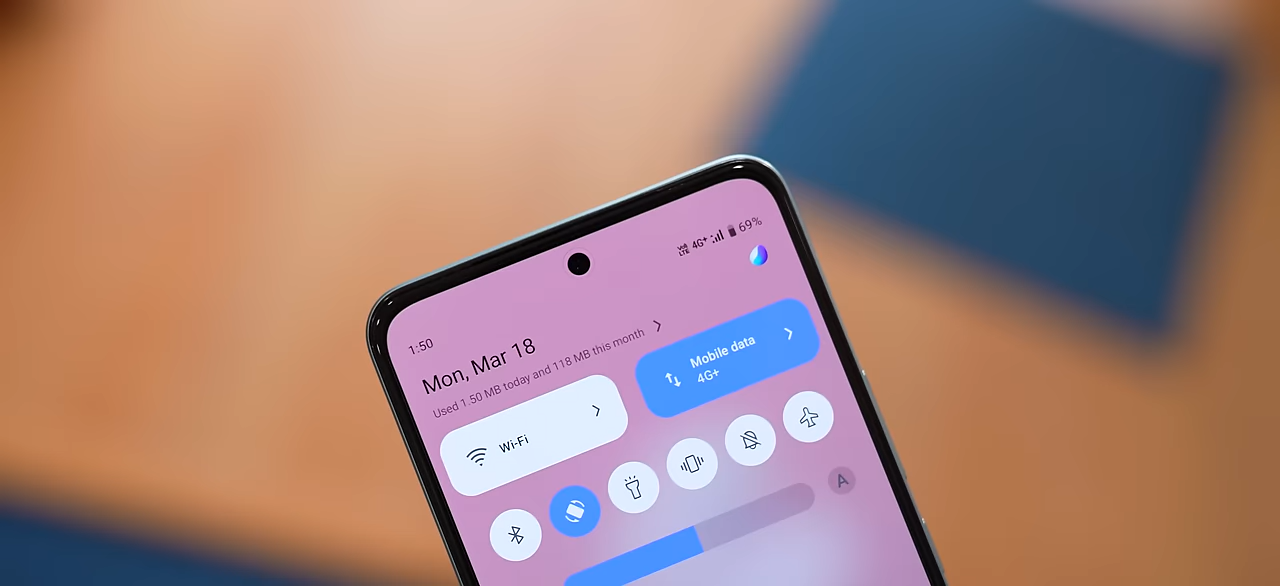 VoLTE 4G+ 69%
1:50
Mon, Mar 18
Used 1.50 MB today and 118 MB this month
Mobile data
4G+
Wi-Fi
A